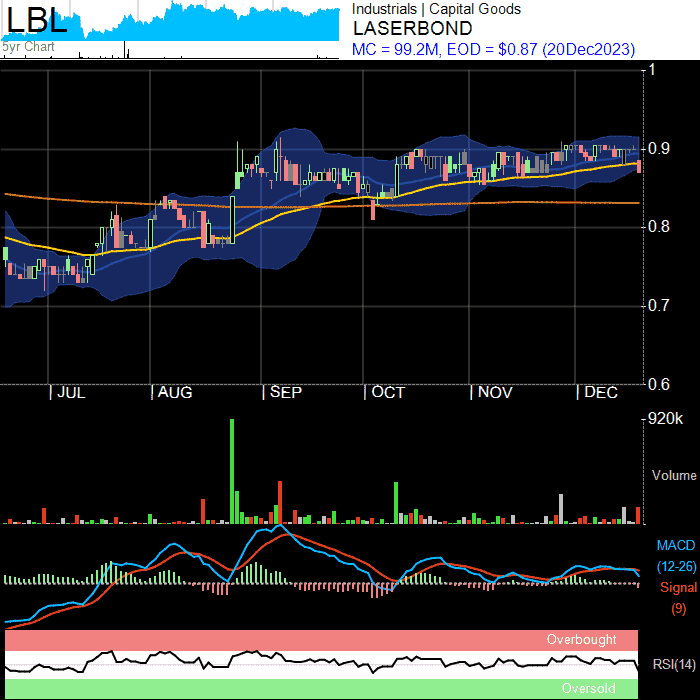 LBL
5yr Chart
Industrials | Capital Goods
LASERBOND
MC = 99.2M, EOD = $0.87 (20Dec2023)
1
0.9
0.8
0.7
0.6
| JUL | AUG | SEP | OCT | NOV | DEC
920k
Volume
MACD
(12-26)
Signal
(9)
Overbought
RSI(14)
Oversold